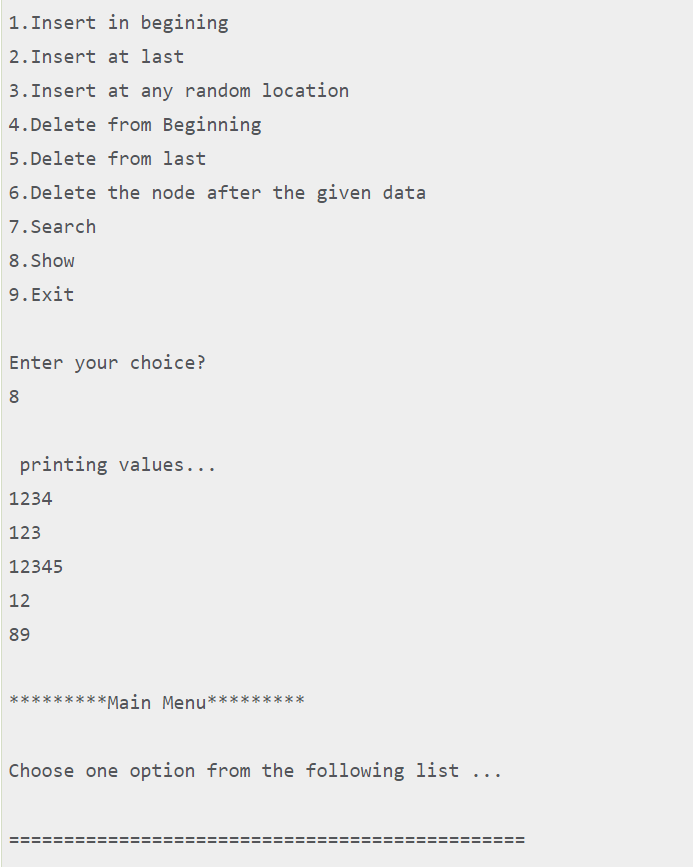 1.Insert in begining
2.Insert at last
3.Insert at any random location
4.Delete from Beginning
5.Delete from last
6.Delete the node after the given data
7.Search
8.Show
9.Exit
Enter your choice?
8
printing values...
1234
123
12345
12
89
*********Main Menu*********
Choose one option from the following list ...
===============================================